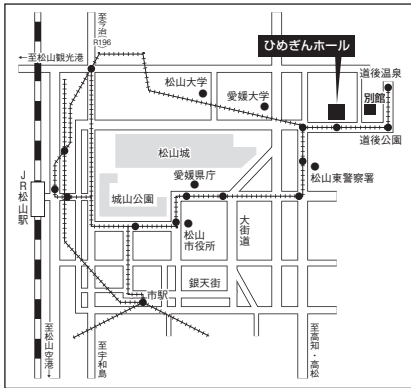 至今治
R196
←至松山観光港
ひめぎんホール
道後温泉
別館
松山大学
愛媛大学
道後公園
松山城
松山東警察署
愛媛県庁
城山公園
JR松山駅
大街道
松山
市役所
銀天街
市駅
至松山空港→
至宇和島
至高知・高松